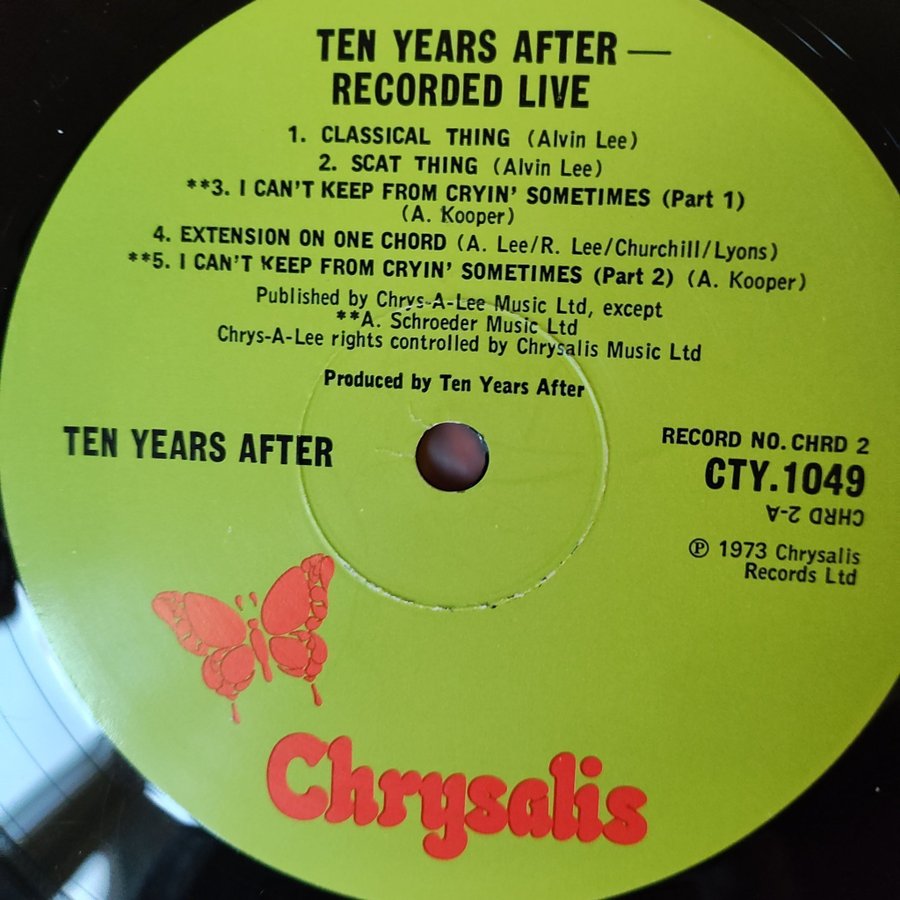 TEN YEARS AFTER —
RECORDED LIVE
1. CLASSICAL THING (Alvin Lee)
2. SCAT THING (Alvin Lee)
**3. I CAN'T KEEP FROM CRYIN' SOMETIMES (Part 1)
(A. Kooper)
4. EXTENSION ON ONE CHORD (A. Lee/R. Lee/Churchill/Lyons)
**5. I CAN'T KEEP FROM CRYIN' SOMETIMES (Part 2) (A. Kooper)
Published by Chrys-A-Lee Music Ltd, except
**A. Schroeder Music Ltd
Chrys-A-Lee rights controlled by Chrysalis Music Ltd
Produced by Ten Years After
TEN YEARS AFTER
RECORD NO. CHRD 2
CTY.1049
CHRD 2-A
℗ 1973 Chrysalis
Records Ltd
Chrysalis